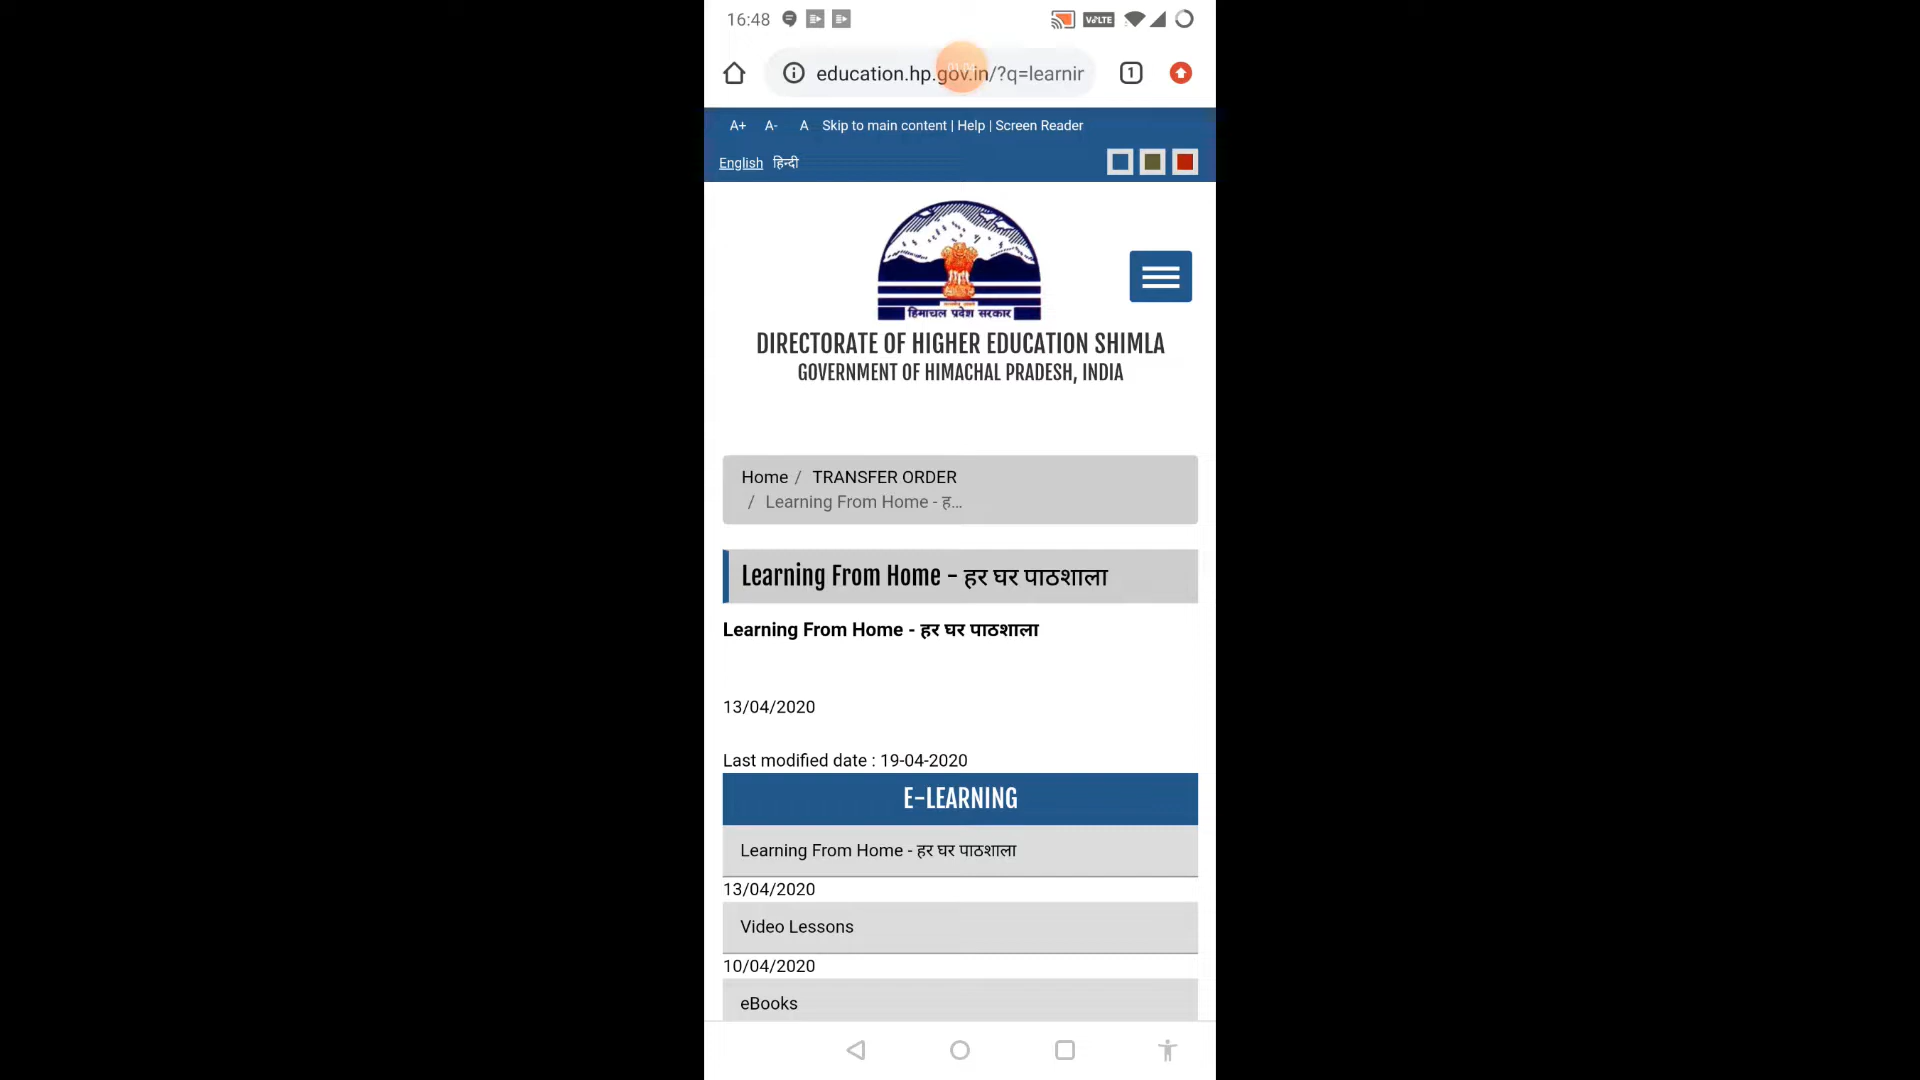 16:48
VoLTE
education.hp.gov.in/?q=learnir
1
A+ A- A Skip to main content | Help | Screen Reader
English हिन्दी
हिमाचल प्रदेश सरकार
DIRECTORATE OF HIGHER EDUCATION SHIMLA
GOVERNMENT OF HIMACHAL PRADESH, INDIA
Home / TRANSFER ORDER
/ Learning From Home - ह...
Learning From Home - हर घर पाठशाला
Learning From Home - हर घर पाठशाला
13/04/2020
Last modified date : 19-04-2020
E-LEARNING
Learning From Home - हर घर पाठशाला
13/04/2020
Video Lessons
10/04/2020
eBooks